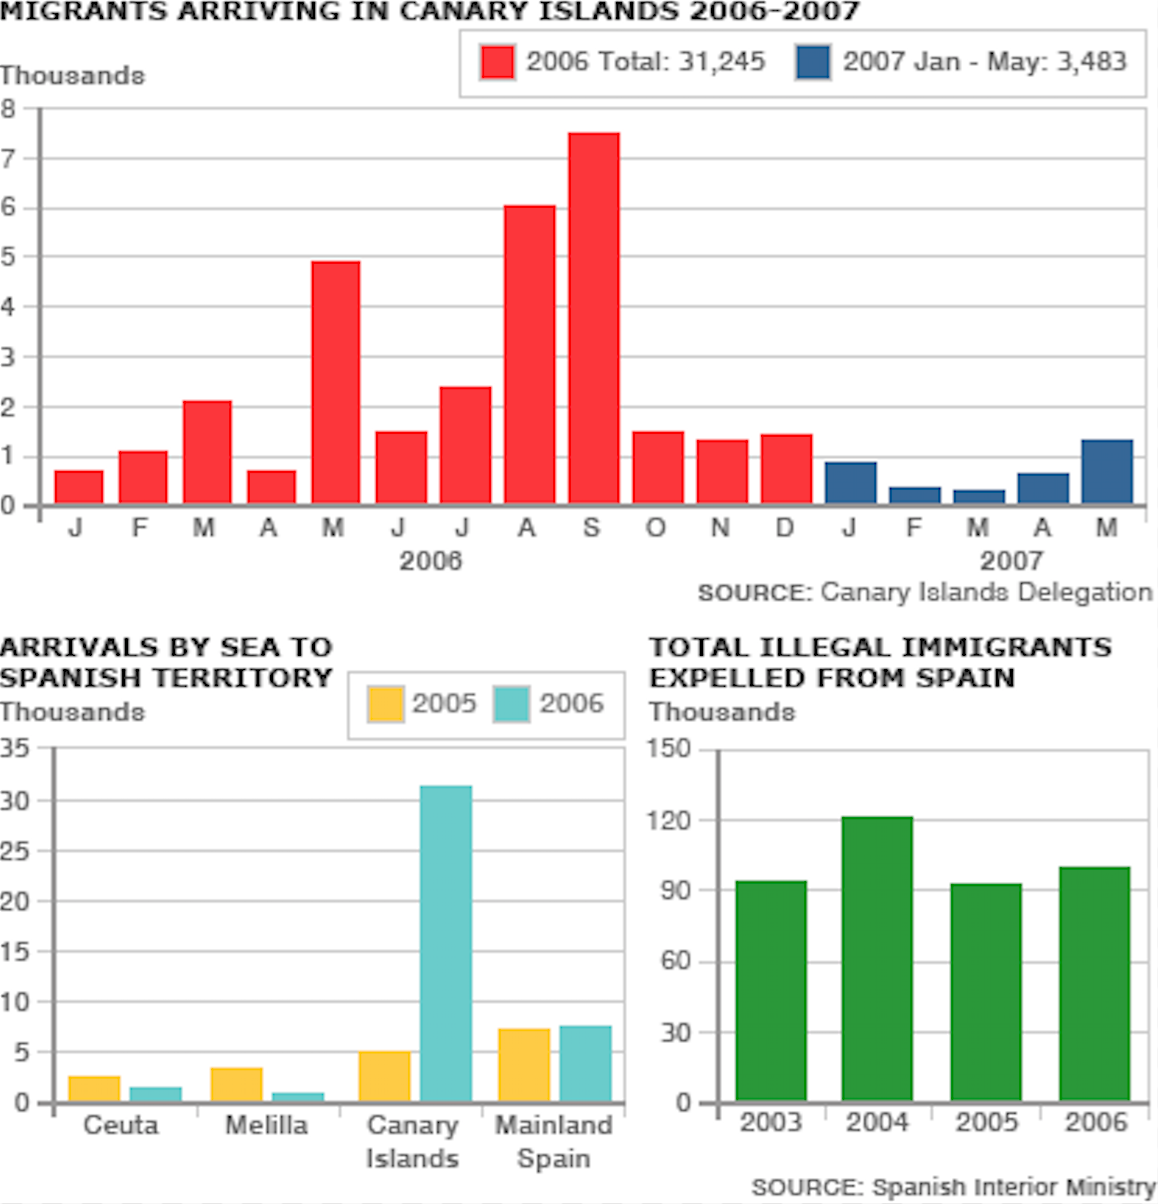 MIGRANTS ARRIVING IN CANARY ISLANDS 2006-2007
2006 Total: 31,245 2007 Jan - May: 3,483
Thousands
8
7
6
5
4
3
2
1
0
J F M A M J J A S O N D J F M A M
2006 2007
SOURCE: Canary Islands Delegation
ARRIVALS BY SEA TO
SPANISH TERRITORY
Thousands
2005 2006
35
30
25
20
15
10
5
0
Ceuta Melilla Canary Mainland
Islands Spain
TOTAL ILLEGAL IMMIGRANTS
EXPELLED FROM SPAIN
Thousands
150
120
90
60
30
0
2003 2004 2005 2006
SOURCE: Spanish Interior Ministry